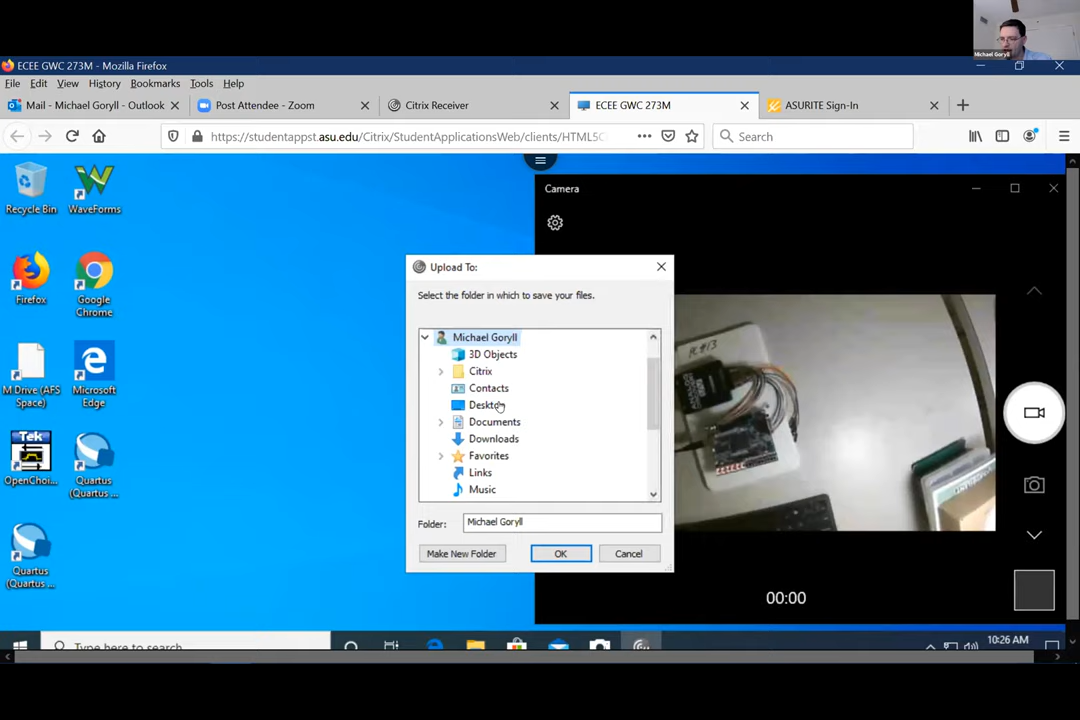 Michael Goryll
ECEE GWC 273M - Mozilla Firefox
File Edit View History Bookmarks Tools Help
Mail - Michael Goryll - Outlook
Post Attendee - Zoom
Citrix Receiver
ECEE GWC 273M
ASURITE Sign-In
https://studentappst.asu.edu/Citrix/StudentApplicationsWeb/clients/HTML5C
Search
Recycle Bin
WaveForms
Firefox
Google
Chrome
M Drive (AFS
Space)
Microsoft
Edge
Tek
OpenChoi...
Quartus
(Quartus ...
Quartus
(Quartus ...
Camera
Upload To:
Select the folder in which to save your files.
Michael Goryll
3D Objects
Citrix
Contacts
Desktop
Documents
Downloads
Favorites
Links
Music
Folder: Michael Goryll
Make New Folder
OK
Cancel
00:00
Type here to search
10:26 AM